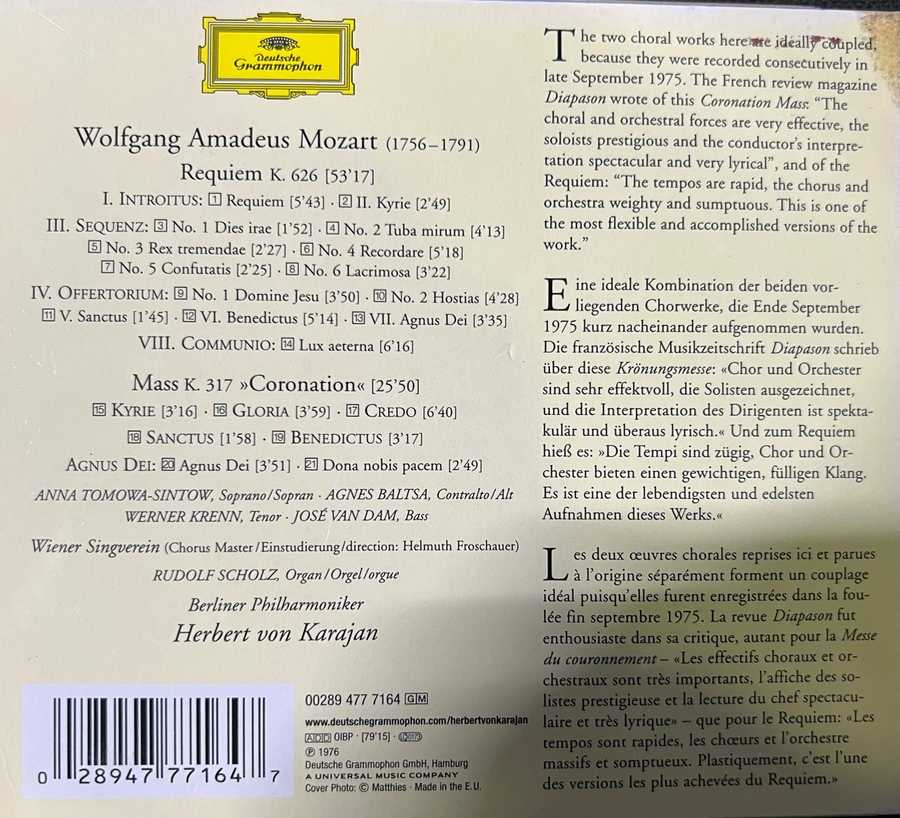 Deutsche
Grammophon
Wolfgang Amadeus Mozart (1756–1791)
Requiem K. 626 [53'17]
I. INTROITUS: 1 Requiem [5'43] · 2 II. Kyrie [2'49]
III. SEQUENZ: 3 No. 1 Dies irae [1'52] · 4 No. 2 Tuba mirum [4'13]
5 No. 3 Rex tremendae [2'27] · 6 No. 4 Recordare [5'18]
7 No. 5 Confutatis [2'25] · 8 No. 6 Lacrimosa [3'22]
IV. OFFERTORIUM: 9 No. 1 Domine Jesu [3'50] · 10 No. 2 Hostias [4'28]
11 V. Sanctus [1'45] · 12 VI. Benedictus [5'14] · 13 VII. Agnus Dei [3'35]
VIII. COMMUNIO: 14 Lux aeterna [6'16]
Mass K. 317 »Coronation« [25'50]
15 KYRIE [3'16] · 16 GLORIA [3'59] · 17 CREDO [6'40]
18 SANCTUS [1'58] · 19 BENEDICTUS [3'17]
AGNUS DEI: 20 Agnus Dei [3'51] · 21 Dona nobis pacem [2'49]
ANNA TOMOWA-SINTOW, Soprano/Sopran · AGNES BALTSA, Contralto/Alt
WERNER KRENN, Tenor · JOSÉ VAN DAM, Bass
Wiener Singverein (Chorus Master/Einstudierung/direction: Helmuth Froschauer)
RUDOLF SCHOLZ, Organ/Orgel/orgue
Berliner Philharmoniker
Herbert von Karajan
0 28947 77164 7
00289 477 7164 GM
www.deutschegrammophon.com/herbertvonkarajan
ADD OIBP · [79'15] ·
℗ 1976
Deutsche Grammophon GmbH, Hamburg
A UNIVERSAL MUSIC COMPANY
Cover Photo: © Matthies · Made in the E.U.
The two choral works here are ideally coupled,
because they were recorded consecutively in
late September 1975. The French review magazine
Diapason wrote of this Coronation Mass: “The
choral and orchestral forces are very effective, the
soloists prestigious and the conductor's interpre-
tation spectacular and very lyrical”, and of the
Requiem: “The tempos are rapid, the chorus and
orchestra weighty and sumptuous. This is one of
the most flexible and accomplished versions of the
work.”
Eine ideale Kombination der beiden vor-
liegenden Chorwerke, die Ende September
1975 kurz nacheinander aufgenommen wurden.
Die französische Musikzeitschrift Diapason schrieb
über diese Krönungsmesse: «Chor und Orchester
sind sehr effektvoll, die Solisten ausgezeichnet,
und die Interpretation des Dirigenten ist spekta-
kulär und überaus lyrisch.« Und zum Requiem
hieß es: »Die Tempi sind zügig, Chor und Or-
chester bieten einen gewichtigen, fülligen Klang.
Es ist eine der lebendigsten und edelsten
Aufnahmen dieses Werks.«
Les deux œuvres chorales reprises ici et parues
à l'origine séparément forment un couplage
idéal puisqu'elles furent enregistrées dans la fou-
lée fin septembre 1975. La revue Diapason fut
enthousiaste dans sa critique, autant pour la Messe
du couronnement – «Les effectifs choraux et or-
chestraux sont très importants, l'affiche des so-
listes prestigieuse et la lecture du chef spectacu-
laire et très lyrique» – que pour le Requiem: «Les
tempos sont rapides, les chœurs et l'orchestre
massifs et somptueux. Plastiquement, c'est l'une
des versions les plus achevées du Requiem.»